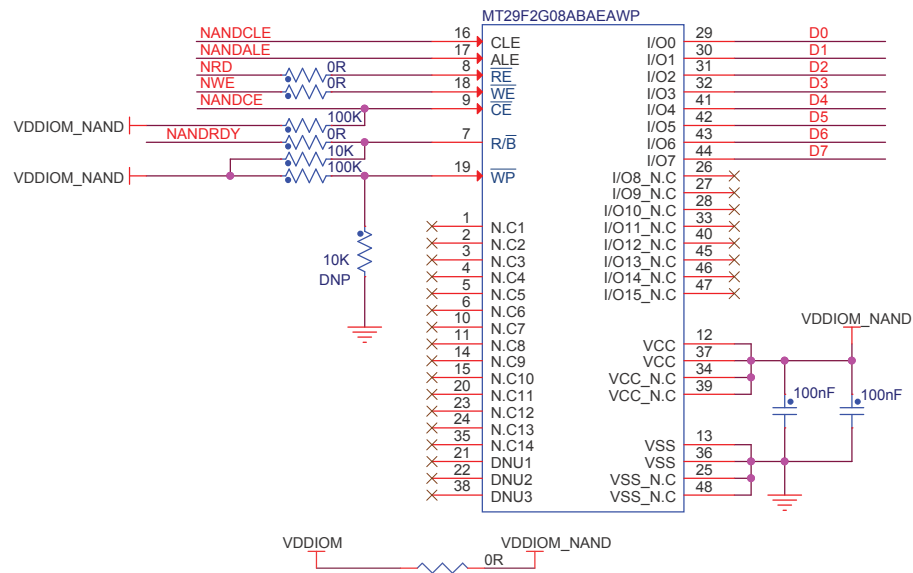 MT29F2G08ABAEAWP
NANDCLE 16 CLE I/O0 29 D0
NANDALE 17 ALE I/O1 30 D1
NRD 0R 8 RE I/O2 31 D2
NWE 0R 18 WE I/O3 32 D3
NANDCE 9 CE I/O4 41 D4
VDDIOM_NAND 100K I/O5 42 D5
NANDRDY 0R 7 R/B I/O6 43 D6
10K I/O7 44 D7
VDDIOM_NAND 100K 19 WP I/O8_N.C 26
I/O9_N.C 27
I/O10_N.C 28
1 N.C1 I/O11_N.C 33
2 N.C2 I/O12_N.C 40
3 N.C3 I/O13_N.C 45
4 N.C4 I/O14_N.C 46
5 N.C5 I/O15_N.C 47
10K
DNP
6 N.C6
10 N.C7
VDDIOM_NAND
11 N.C8 VCC 12
14 N.C9 VCC 37
15 N.C10 VCC_N.C 34
20 N.C11 VCC_N.C 39
100nF 100nF
23 N.C12
24 N.C13
35 N.C14 VSS 13
21 DNU1 VSS 36
22 DNU2 VSS_N.C 25
38 DNU3 VSS_N.C 48
VDDIOM 0R VDDIOM_NAND